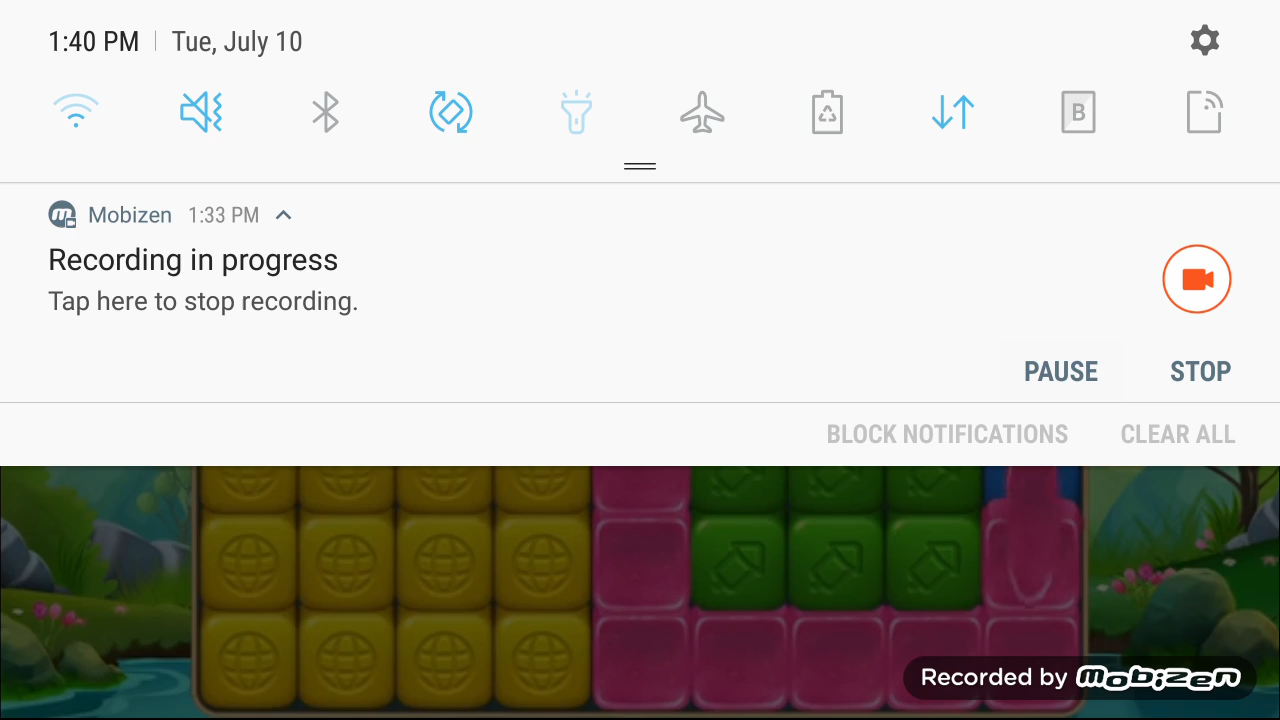 1:40 PM Tue, July 10
B
m Mobizen 1:33 PM
Recording in progress
Tap here to stop recording.
PAUSE STOP
BLOCK NOTIFICATIONS CLEAR ALL
Recorded by mobizen